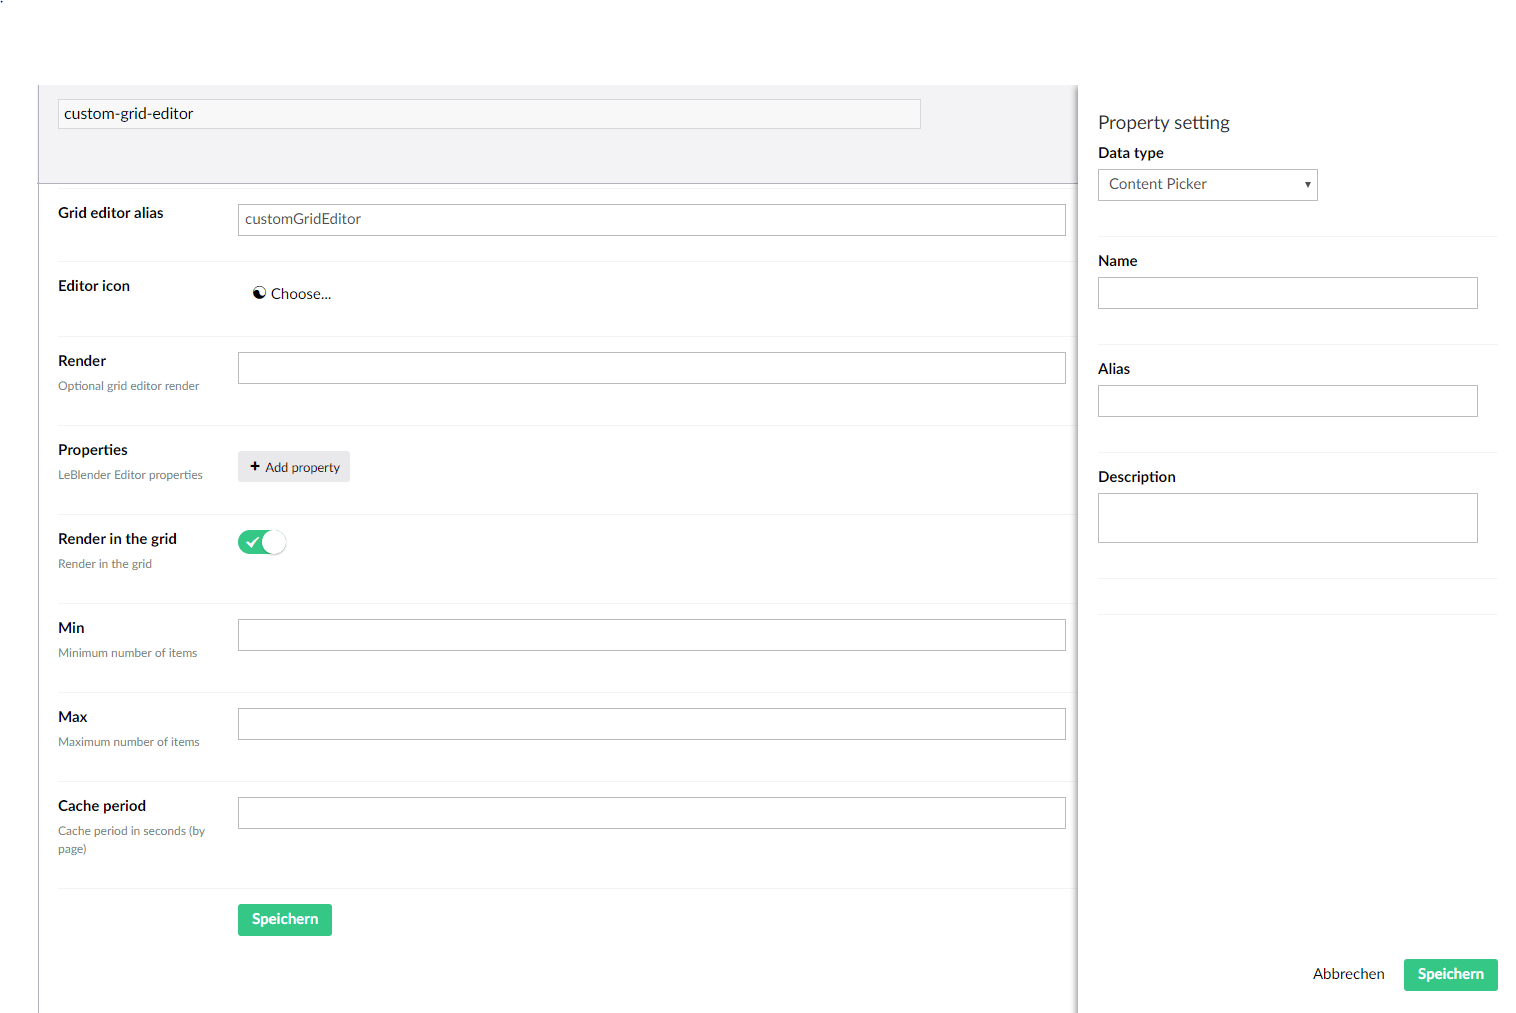 custom-grid-editor
Grid editor alias
customGridEditor
Editor icon
Choose...
Render
Optional grid editor render
Properties
LeBlender Editor properties
+ Add property
Render in the grid
Render in the grid
Min
Minimum number of items
Max
Maximum number of items
Cache period
Cache period in seconds (by
page)
Speichern
Property setting
Data type
Content Picker
Name
Alias
Description
Abbrechen
Speichern